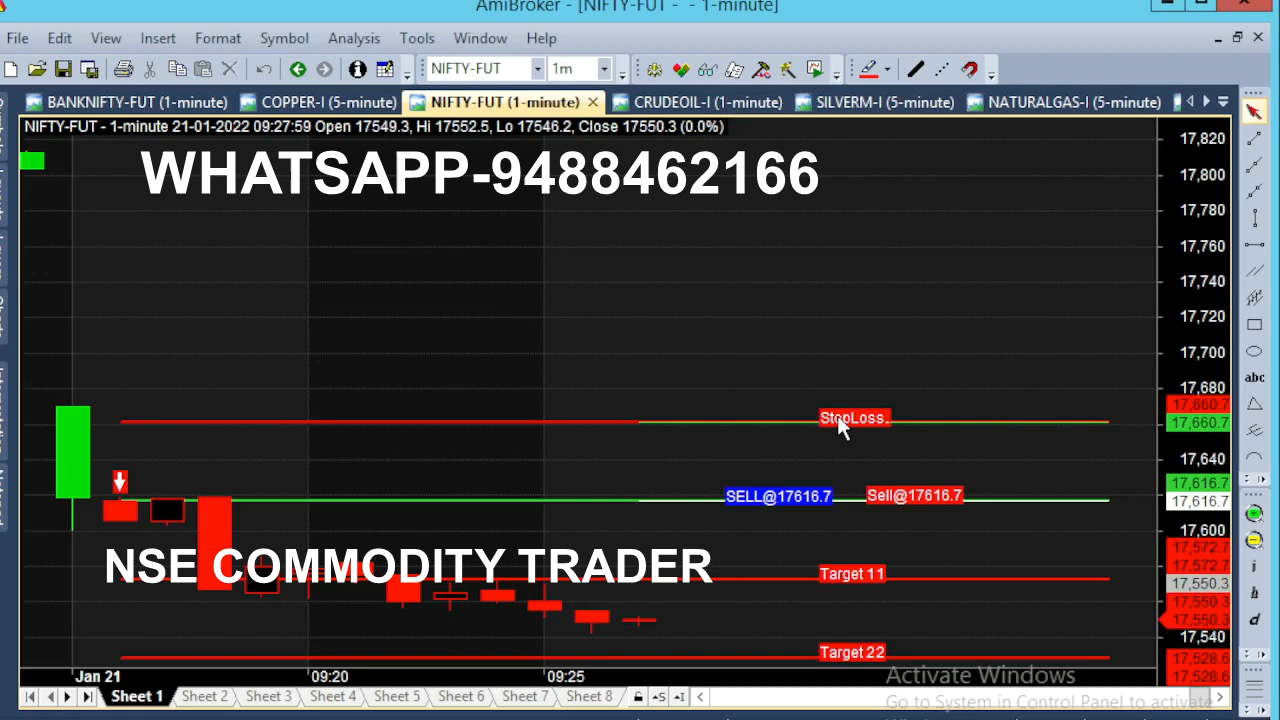 AmiBroker - [NIFTY-FUT - - 1-minute]
File Edit View Insert Format Symbol Analysis Tools Window Help
NIFTY-FUT 1m
BANKNIFTY-FUT (1-minute) COPPER-I (5-minute) NIFTY-FUT (1-minute) CRUDEOIL-I (1-minute) SILVERM-I (5-minute) NATURALGAS-I (5-minute)
NIFTY-FUT - 1-minute 21-01-2022 09:27:59 Open 17549.3, Hi 17552.5, Lo 17546.2, Close 17550.3 (0.0%)
17,820
WHATSAPP-9488462166
17,800
17,780
17,760
17,740
17,720
17,700
17,680
17,660.7
StopLoss.
17,660.7
17,640
17,616.7
SELL@17616.7 Sell@17616.7
17,616.7
17,600
17,572.7
NSE COMMODITY TRADER
17,572.7
Target 11
17,550.3
17,550.3
17,550.3
17,540
Target 22
17,528.6
17,528.6
Jan 21 09:20 09:25
Activate Windows
Go to System in Control Panel to activate
Sheet 1 Sheet 2 Sheet 3 Sheet 4 Sheet 5 Sheet 6 Sheet 7 Sheet 8
abc